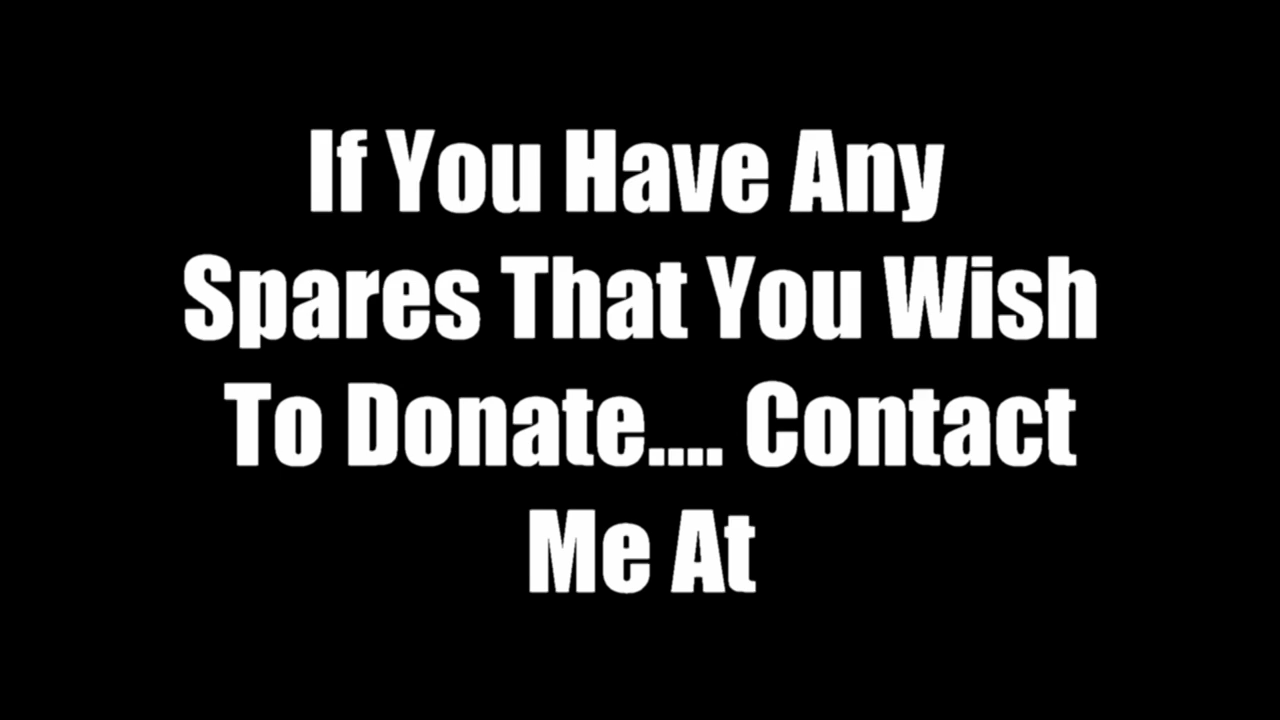 If You Have Any
Spares That You Wish
To Donate.... Contact
Me At